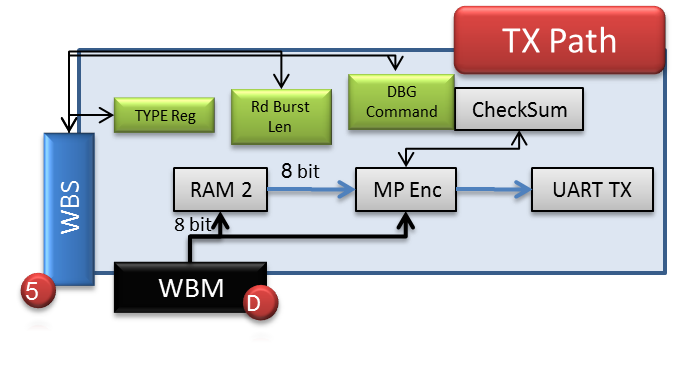 TX Path
TYPE Reg
Rd Burst
Len
DBG
Command
CheckSum
WBS
RAM 2
8 bit
MP Enc
UART TX
8 bit
WBM
5
D